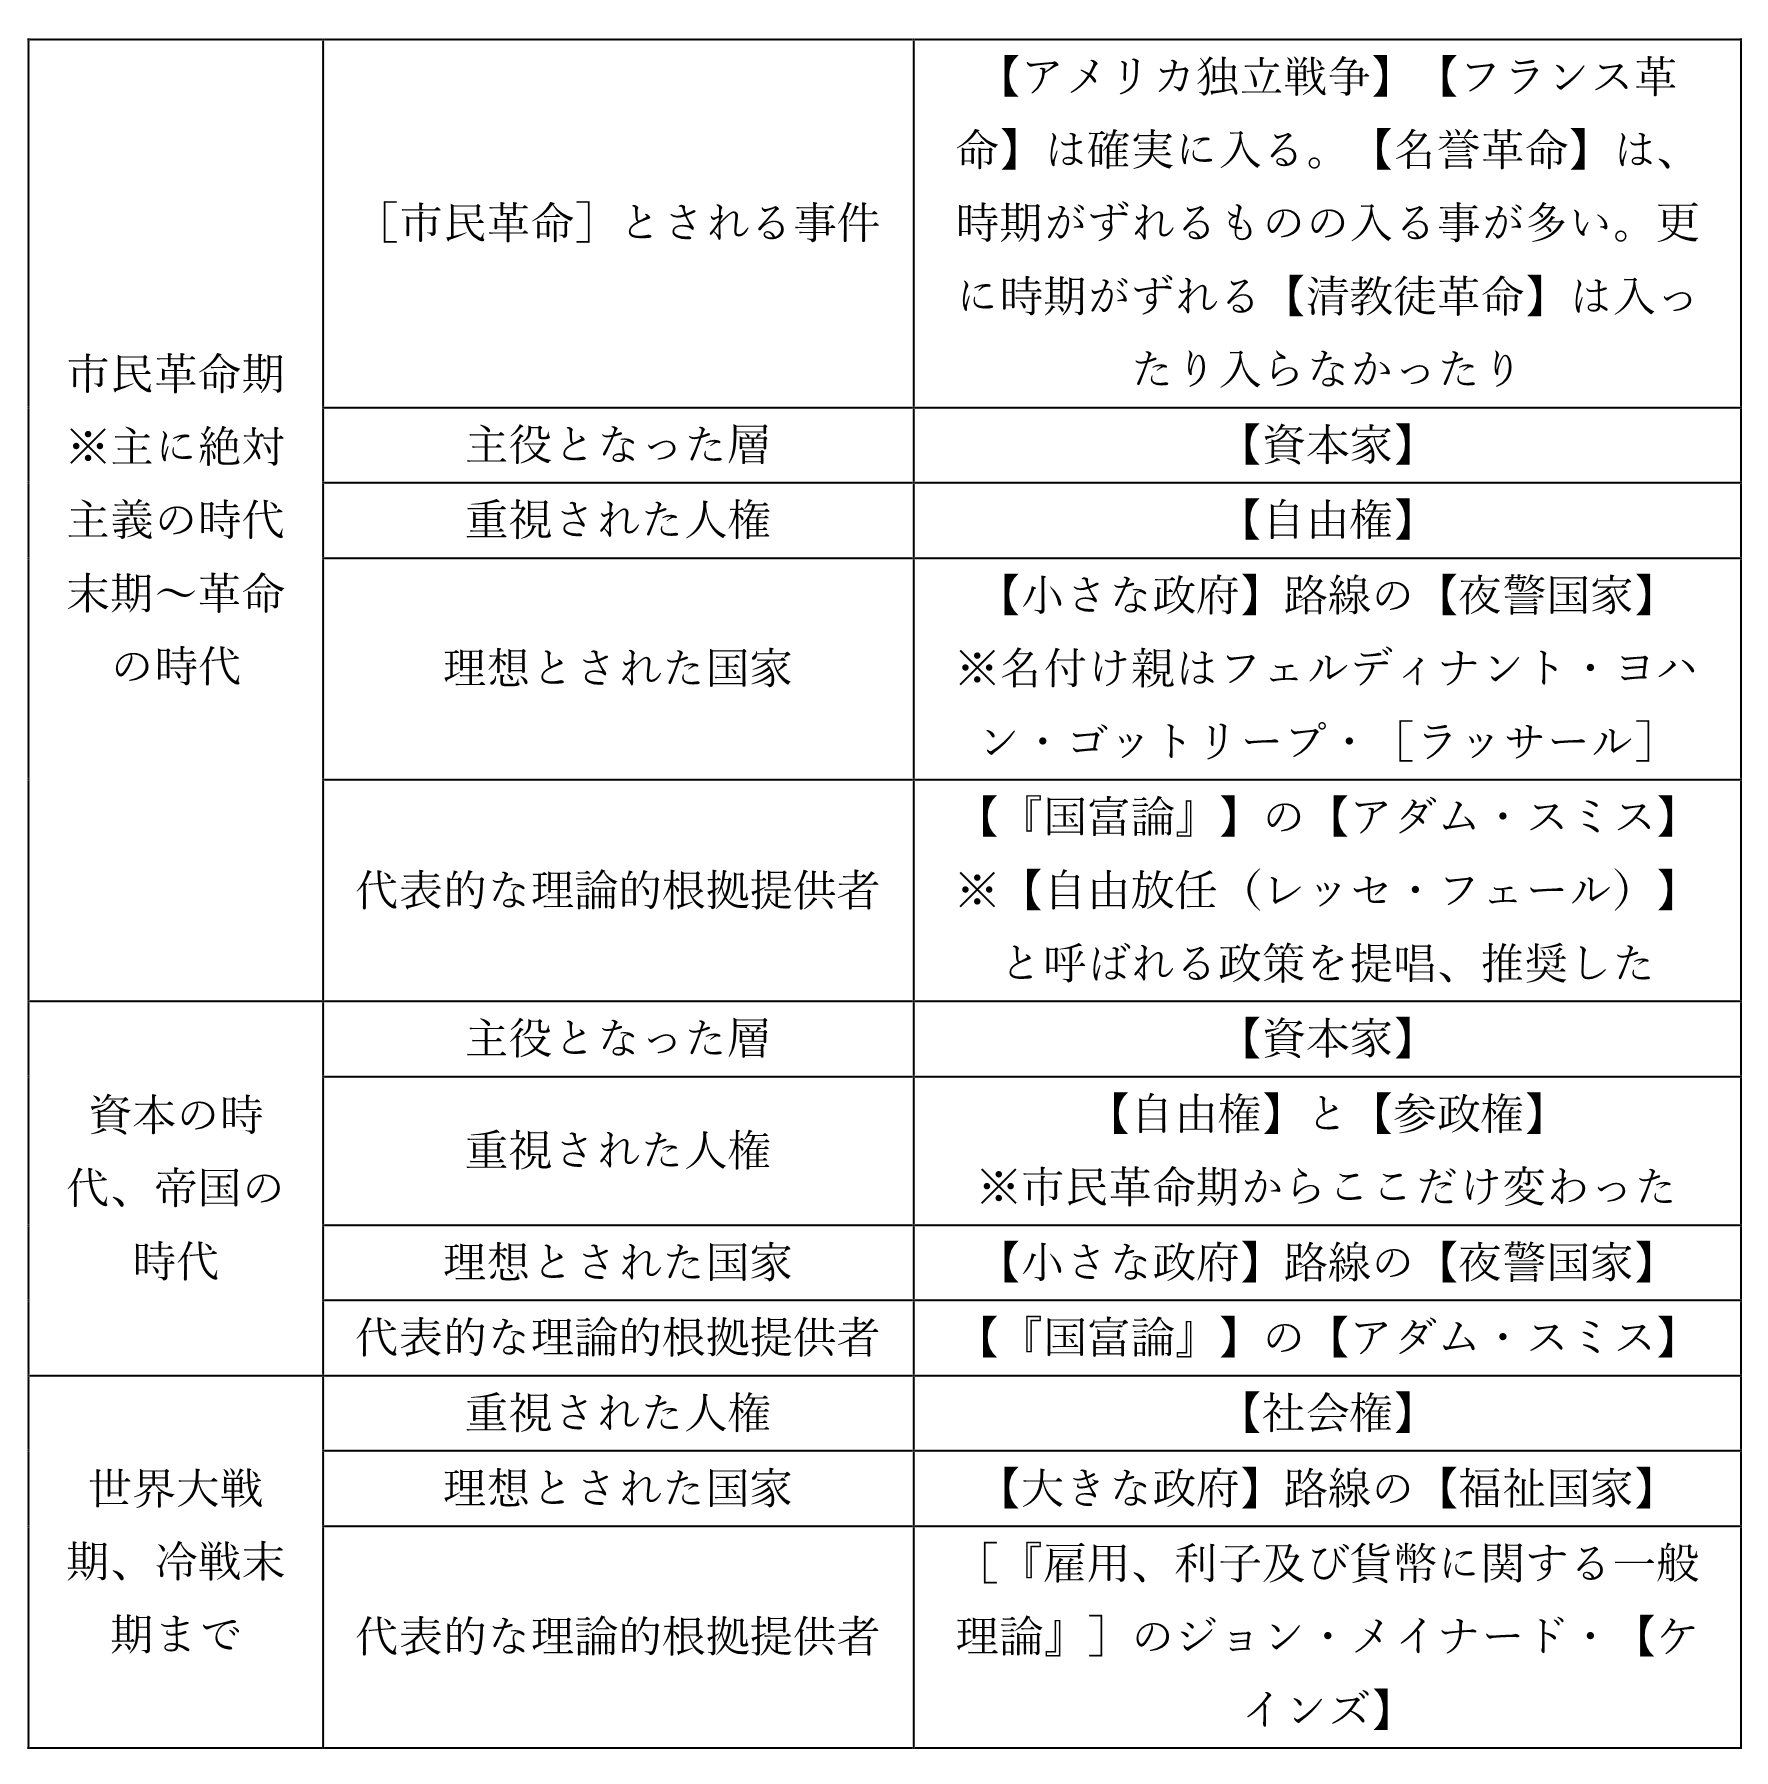 市民革命期
※主に絶対
主義の時代
末期～革命
の時代
［市民革命］とされる事件
【アメリカ独立戦争】【フランス革
命】は確実に入る。【名誉革命】は、
時期がずれるものの入る事が多い。更
に時期がずれる【清教徒革命】は入っ
たり入らなかったり
主役となった層
【資本家】
重視された人権
【自由権】
理想とされた国家
【小さな政府】路線の【夜警国家】
※名付け親はフェルディナント・ヨハ
ン・ゴットリープ・［ラッサール］
代表的な理論的根拠提供者
【『国富論』】の【アダム・スミス】
※【自由放任（レッセ・フェール）】
と呼ばれる政策を提唱、推奨した
資本の時
代、帝国の
時代
主役となった層
【資本家】
重視された人権
【自由権】と【参政権】
※市民革命期からここだけ変わった
理想とされた国家
【小さな政府】路線の【夜警国家】
代表的な理論的根拠提供者
【『国富論』】の【アダム・スミス】
世界大戦
期、冷戦末
期まで
重視された人権
【社会権】
理想とされた国家
【大きな政府】路線の【福祉国家】
代表的な理論的根拠提供者
［『雇用、利子及び貨幣に関する一般
理論』］のジョン・メイナード・【ケ
インズ】